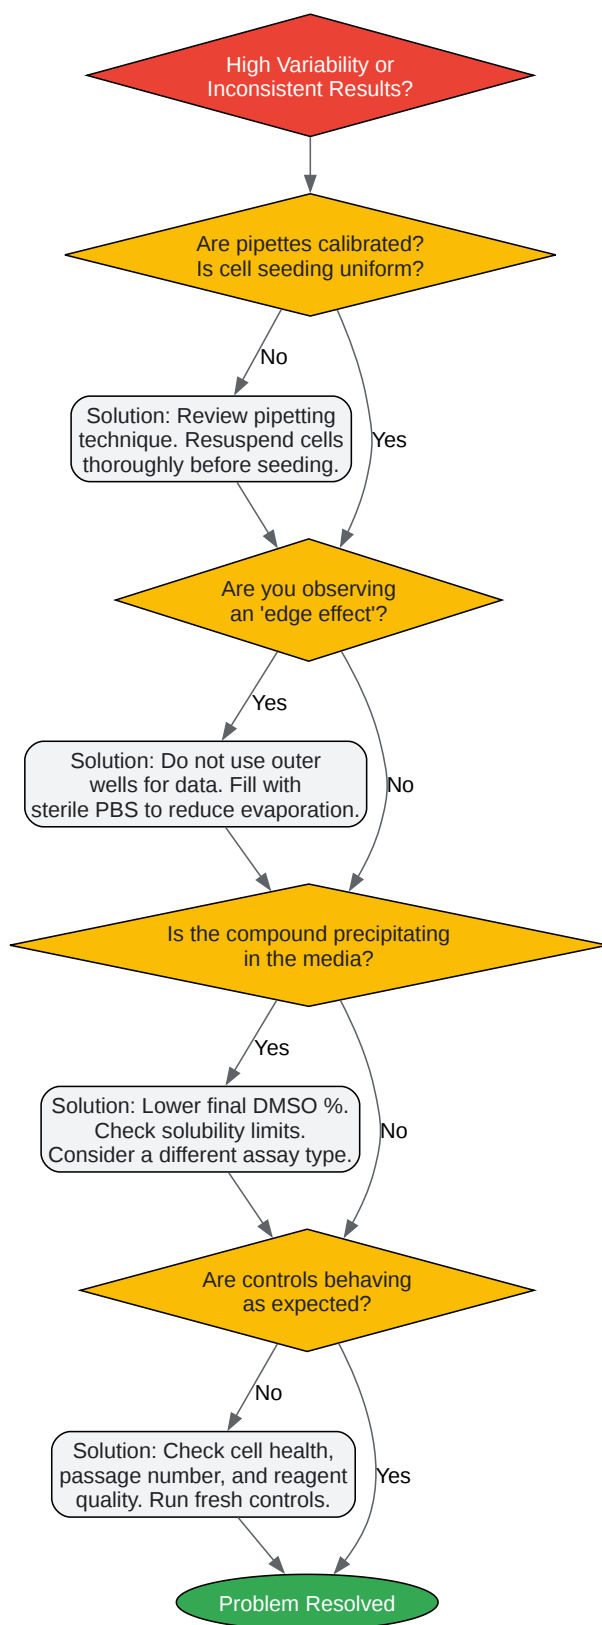 High Variability or
Inconsistent Results?
Are pipettes calibrated?
Is cell seeding uniform?
No
Yes
Solution: Review pipetting
technique. Resuspend cells
thoroughly before seeding.
Are you observing
an 'edge effect'?
Yes
No
Solution: Do not use outer
wells for data. Fill with
sterile PBS to reduce evaporation.
Is the compound precipitating
in the media?
Yes
No
Solution: Lower final DMSO %.
Check solubility limits.
Consider a different assay type.
Are controls behaving
as expected?
No
Yes
Solution: Check cell health,
passage number, and reagent
quality. Run fresh controls.
Problem Resolved